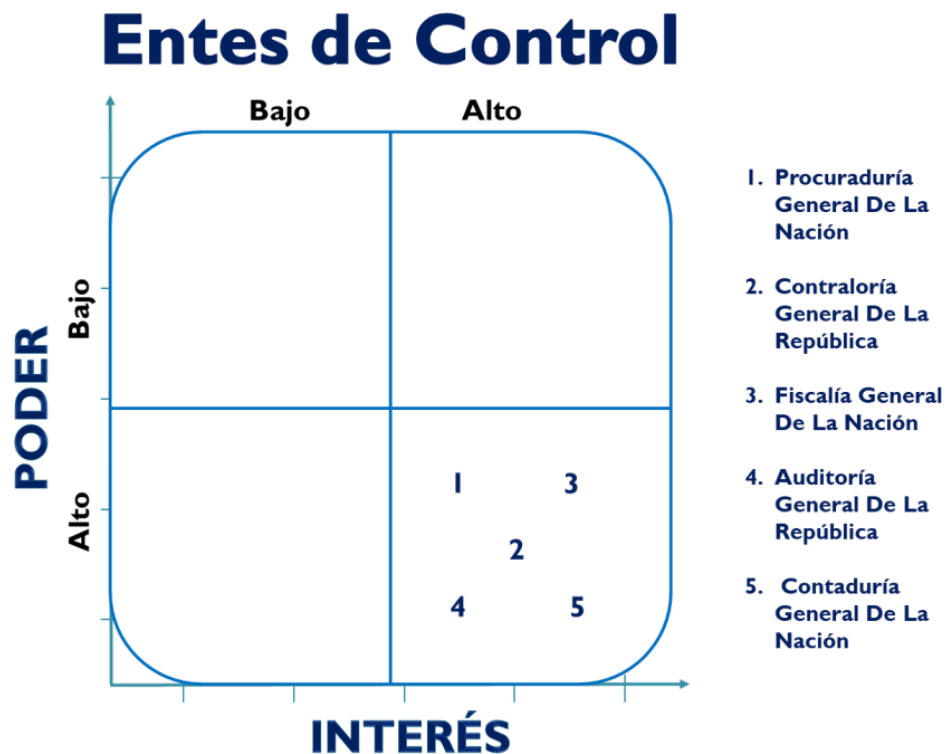 Entes de Control
Bajo
Alto
PODER
Bajo
Alto
1
3
2
4
5
INTERÉS
1. Procuraduría
General De La
Nación
2. Contraloría
General De La
República
3. Fiscalía General
De La Nación
4. Auditoría
General De La
República
5. Contaduría
General De La
Nación